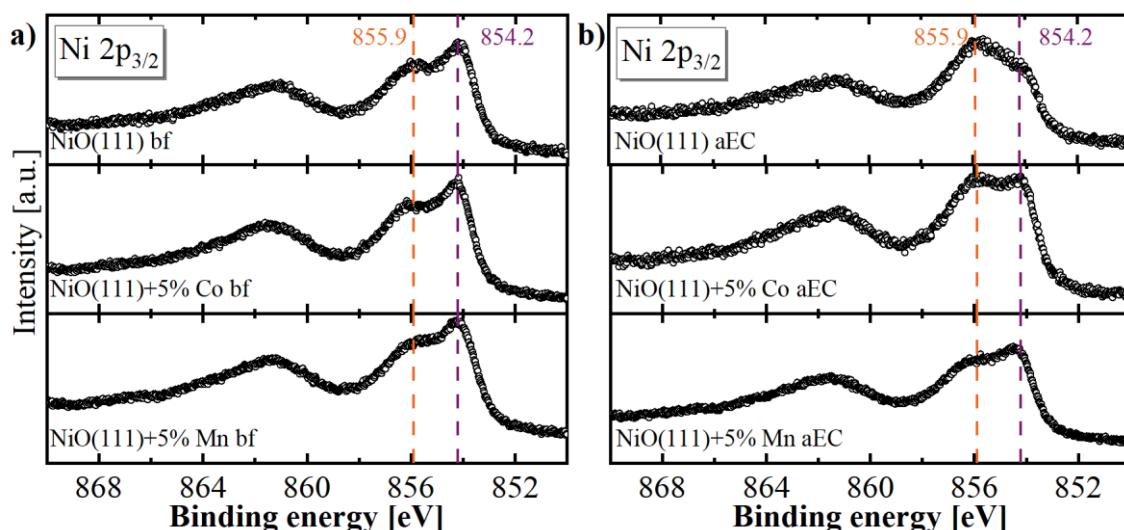 a)
Ni 2p3/2
855.9
854.2
NiO(111) bf
NiO(111)+5% Co bf
NiO(111)+5% Mn bf
868 864 860 856 852
Binding energy [eV]
Intensity [a.u.]
b)
Ni 2p3/2
855.9
854.2
NiO(111) aEC
NiO(111)+5% Co aEC
NiO(111)+5% Mn aEC
868 864 860 856 852
Binding energy [eV]